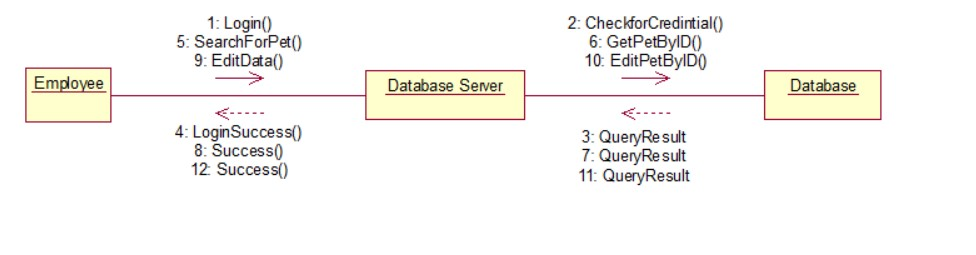 1: Login()
5: SearchForPet()
9: EditData()
2: CheckforCredintial()
6: GetPetByID()
10: EditPetByID()
Employee
Database Server
Database
4: LoginSuccess()
8: Success()
12: Success()
3: QueryResult
7: QueryResult
11: QueryResult